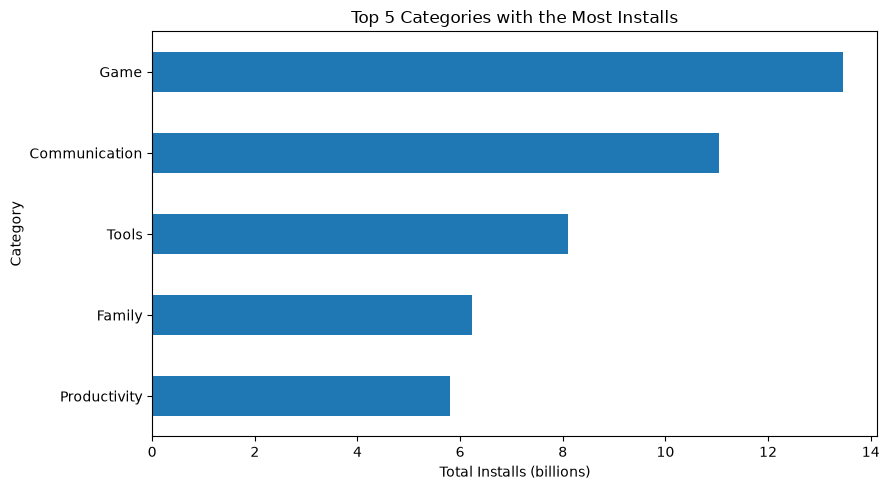 Top 5 Categories with the Most Installs
Game
Communication
Tools
Family
Productivity
Category
0 2 4 6 8 10 12 14
Total Installs (billions)